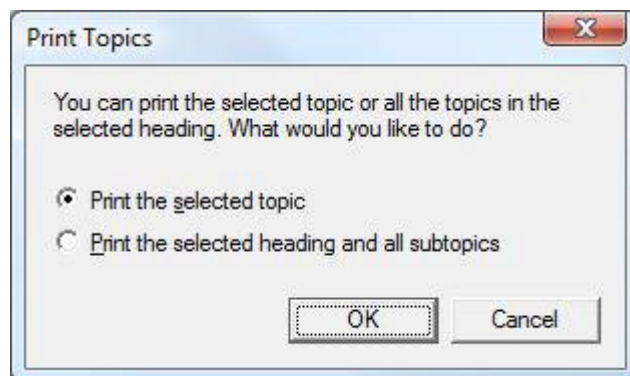 Print Topics
You can print the selected topic or all the topics in the
selected heading. What would you like to do?
Print the selected topic
Print the selected heading and all subtopics
OK Cancel